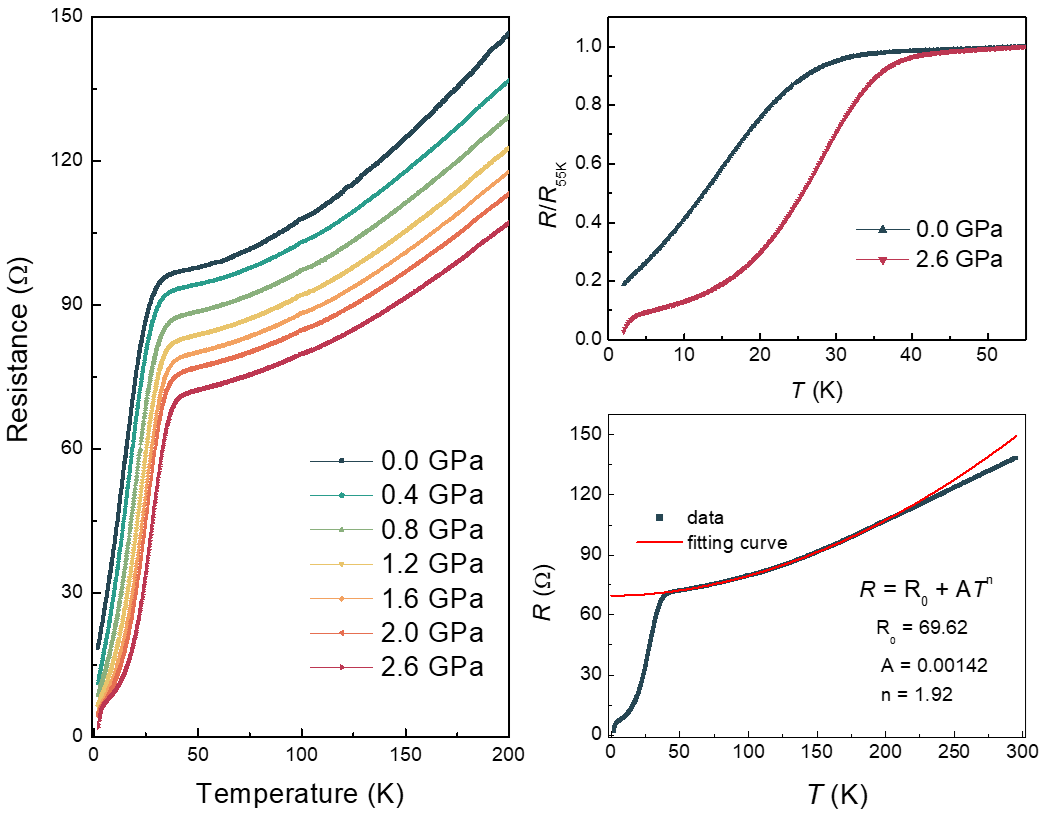 150
120
90
60
30
0
Resistance (Ω)
0.0 GPa
0.4 GPa
0.8 GPa
1.2 GPa
1.6 GPa
2.0 GPa
2.6 GPa
0 50 100 150 200
Temperature (K)
1.0
0.8
0.6
0.4
0.2
0.0
R/R55K
0.0 GPa
2.6 GPa
0 10 20 30 40 50
T (K)
150
120
90
60
30
0
R (Ω)
data
fitting curve
R = R0 + ATn
R0 = 69.62
A = 0.00142
n = 1.92
0 50 100 150 200 250 300
T (K)